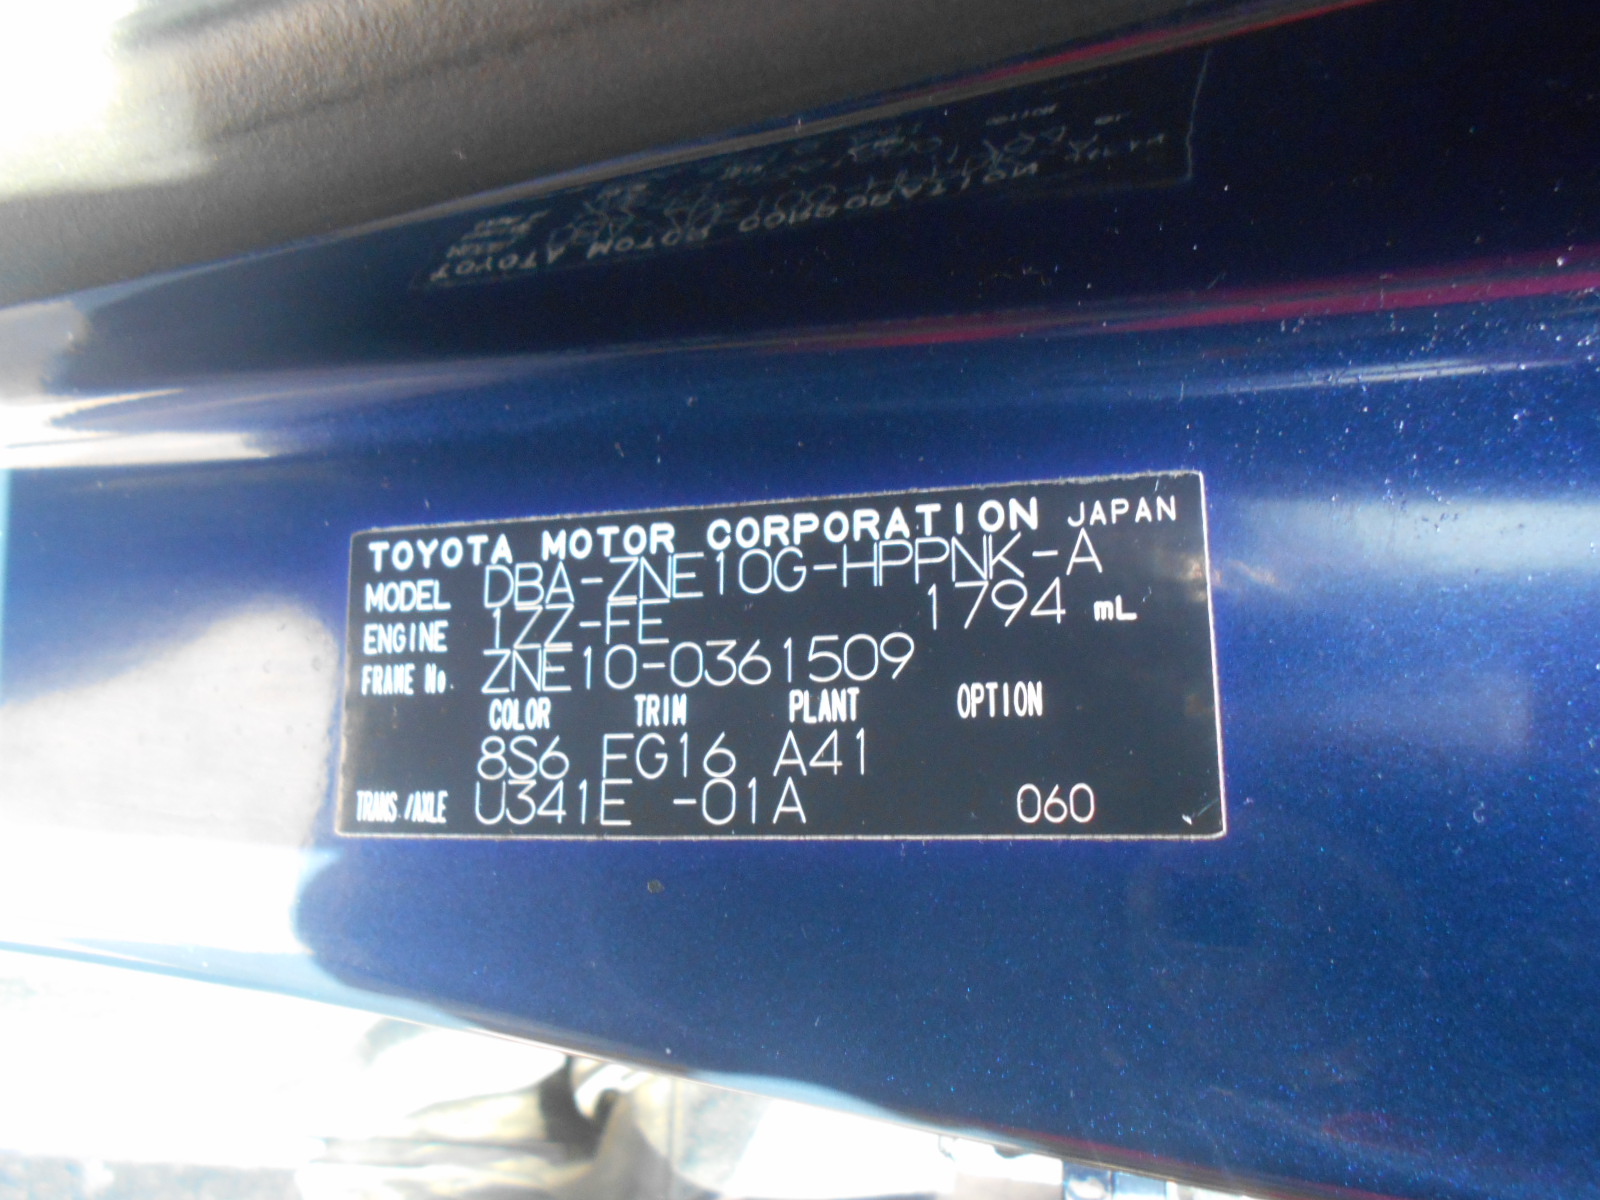 TOYOTA MOTOR CORPORATION JAPAN
MODEL DBA-ZNE10G-HPPNK-A
ENGINE 1ZZ-FE 1794 mL
FRAME No. ZNE10-0361509
COLOR TRIM PLANT OPTION
8S6 FG16 A41
TRANS./AXLE U341E -01A 060